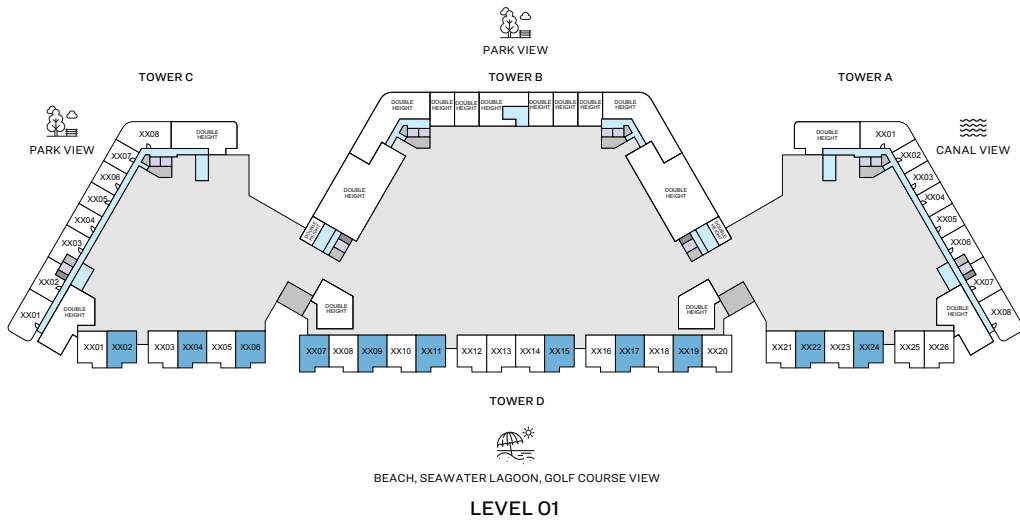 PARK VIEW
TOWER C
TOWER B
TOWER A
PARK VIEW
CANAL VIEW
XX08
DOUBLE
HEIGHT
XX07
XX06
XX05
XX04
XX03
XX02
XX01
DOUBLE
HEIGHT
DOUBLE
HEIGHT
DOUBLE
HEIGHT
DOUBLE
HEIGHT
DOUBLE
HEIGHT
DOUBLE
HEIGHT
DOUBLE
HEIGHT
DOUBLE
HEIGHT
DOUBLE
HEIGHT
DOUBLE
HEIGHT
DOUBLE
HEIGHT
DOUBLE
HEIGHT
DOUBLE
HEIGHT
DOUBLE
HEIGHT
DOUBLE
HEIGHT
DOUBLE
HEIGHT
XX01
XX02
XX03
XX04
XX05
XX06
XX07
XX08
DOUBLE
HEIGHT
XX01 XX02 XX03 XX04 XX05 XX06 XX07 XX08 XX09 XX10 XX11 XX12 XX13 XX14 XX15 XX16 XX17 XX18 XX19 XX20 XX21 XX22 XX23 XX24 XX25 XX26
TOWER D
BEACH, SEAWATER LAGOON, GOLF COURSE VIEW
LEVEL 01